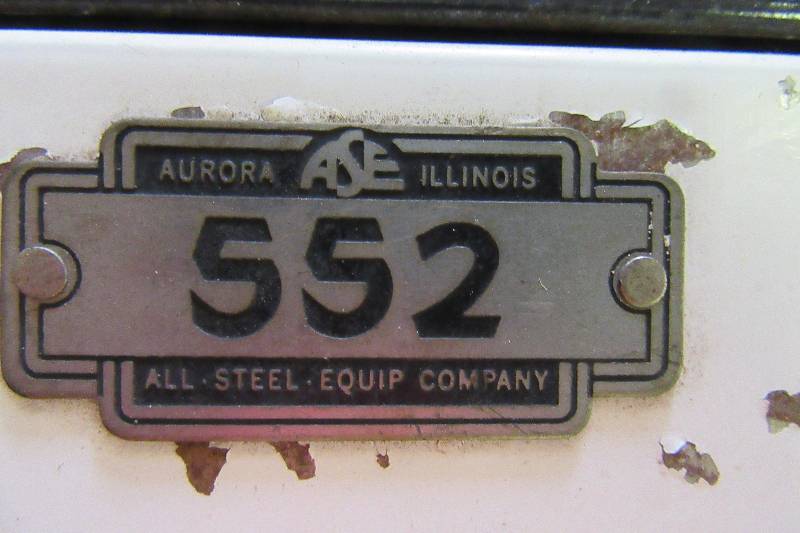 AURORA ASE ILLINOIS
552
ALL·STEEL·EQUIP COMPANY